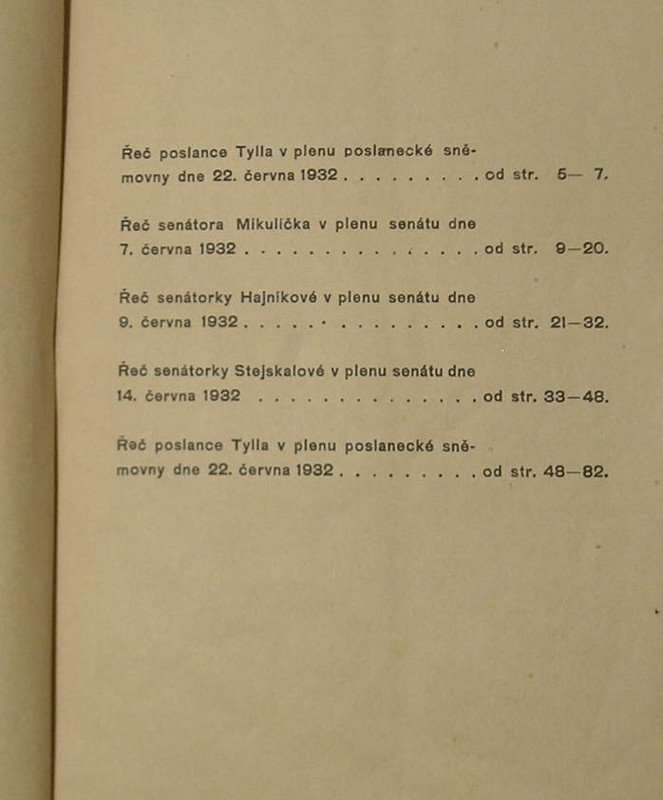 Řeč poslance Tylla v plenu poslanecké sně-
movny dne 22. června 1932 . . . . . . . . . od str. 5— 7.
Řeč senátora Mikulíčka v plenu senátu dne
7. června 1932 . . . . . . . . . . . . . . . od str. 9—20.
Řeč senátorky Hajníkové v plenu senátu dne
9. června 1932 . . . . . . . . . . . . . . . od str. 21—32.
Řeč senátorky Stejskalové v plenu senátu dne
14. června 1932 . . . . . . . . . . . . . . od str. 33—48.
Řeč poslance Tylla v plenu poslanecké sně-
movny dne 22. června 1932 . . . . . . . . . od str. 48—82.